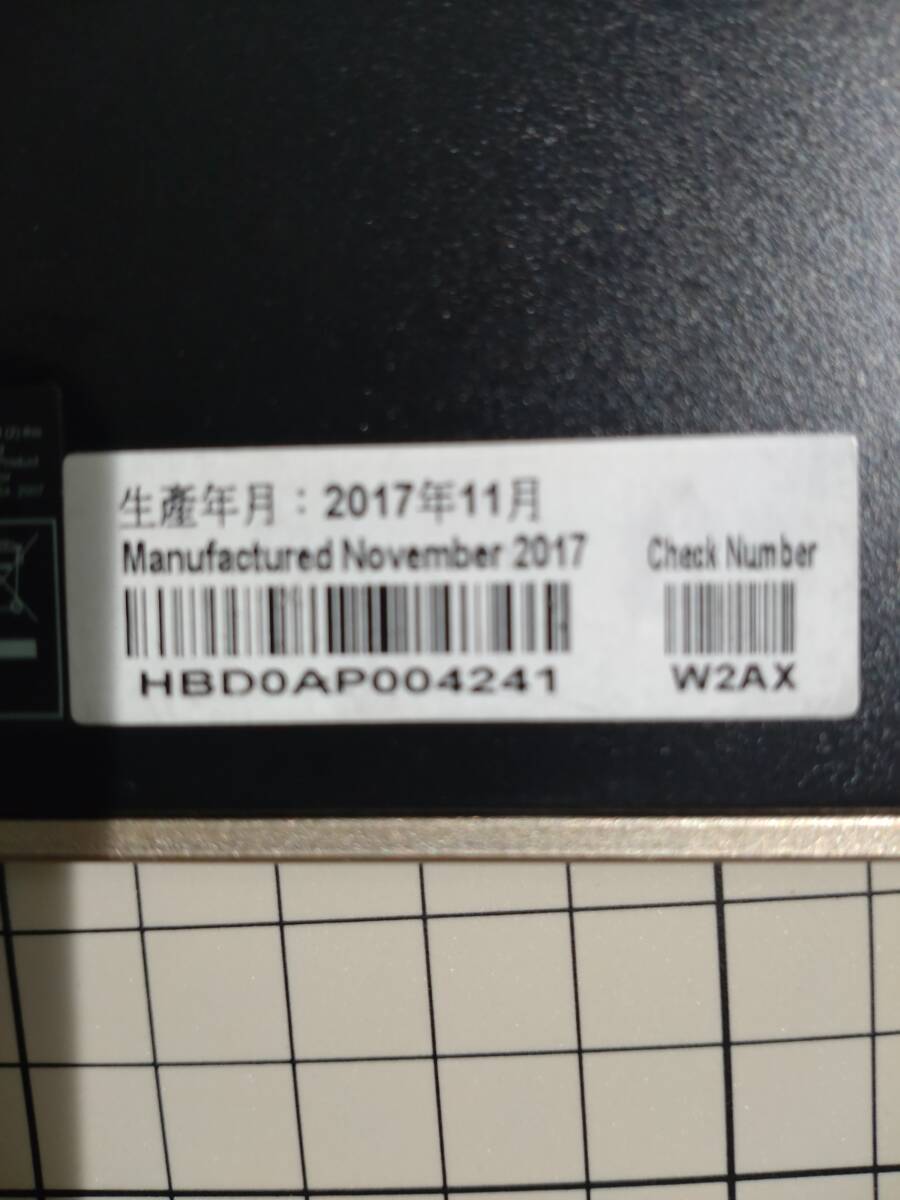 生產年月：2017年11月
Manufactured November 2017
Check Number
HBD0AP004241
W2AX